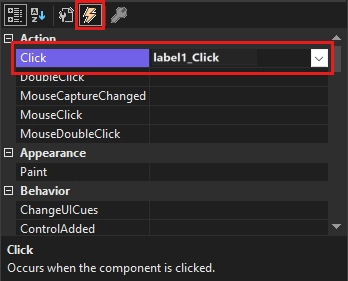 Action
Click label1_Click
DoubleClick
MouseCaptureChanged
MouseClick
MouseDoubleClick
Appearance
Paint
Behavior
ChangeUICues
ControlAdded
Click
Occurs when the component is clicked.